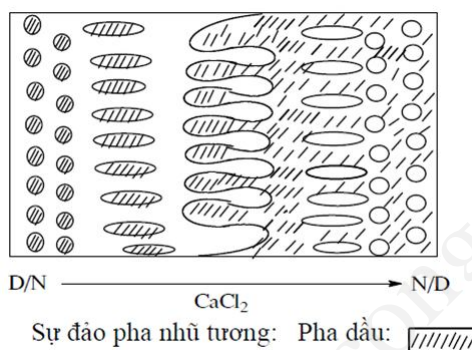 D/N N/D
CaCl₂
Sự đảo pha nhũ tương: Pha dầu: